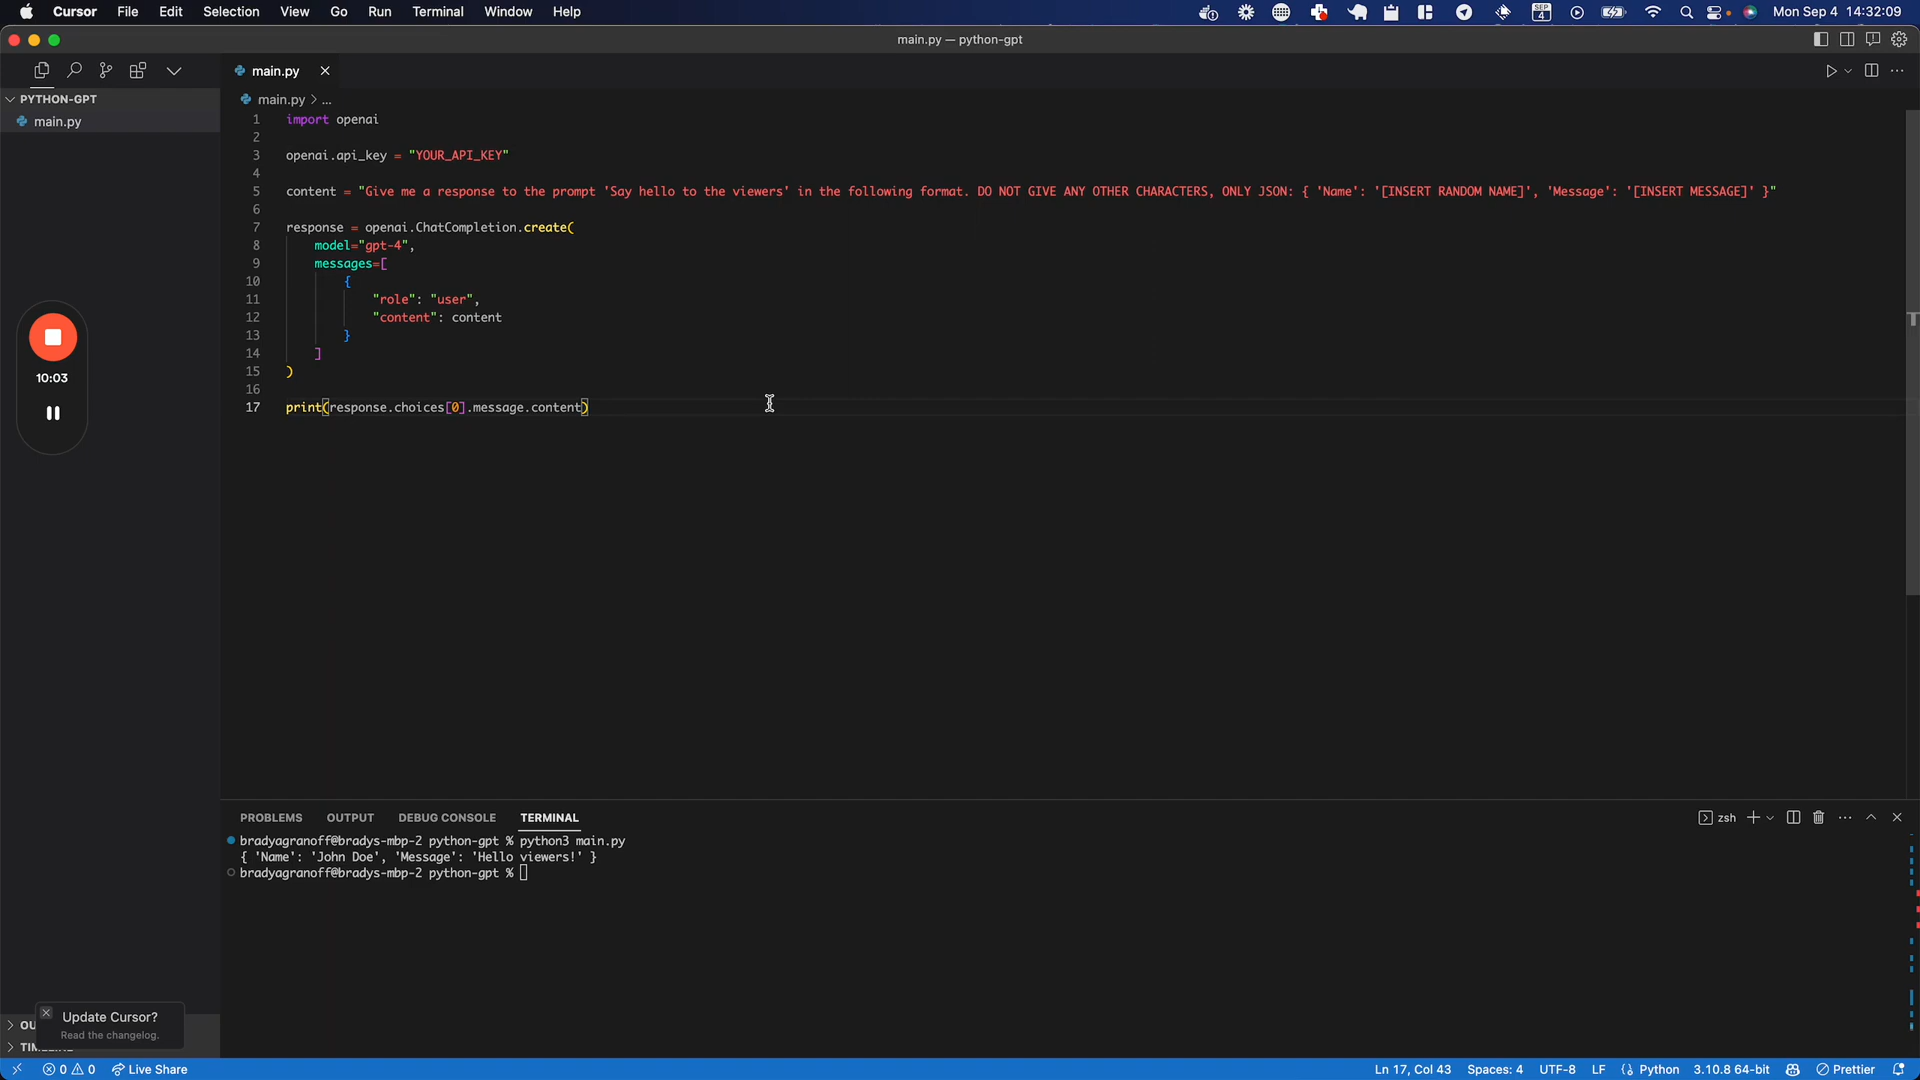 Cursor File Edit Selection View Go Run Terminal Window Help
SEP 4 Mon Sep 4 14:32:09
main.py — python-gpt
main.py
PYTHON-GPT
main.py
main.py > ...
1 import openai
2
3 openai.api_key = "YOUR_API_KEY"
4
5 content = "Give me a response to the prompt 'Say hello to the viewers' in the following format. DO NOT GIVE ANY OTHER CHARACTERS, ONLY JSON: { 'Name': '[INSERT RANDOM NAME]', 'Message': '[INSERT MESSAGE]' }"
6
7 response = openai.ChatCompletion.create(
8 model="gpt-4",
9 messages=[
10 {
11 "role": "user",
12 "content": content
13 }
14 ]
15 )
16
17 print(response.choices[0].message.content)
10:03
PROBLEMS OUTPUT DEBUG CONSOLE TERMINAL
zsh
bradyagranoff@bradys-mbp-2 python-gpt % python3 main.py
{ 'Name': 'John Doe', 'Message': 'Hello viewers!' }
bradyagranoff@bradys-mbp-2 python-gpt %
Update Cursor?
Read the changelog.
0 0 Live Share
Ln 17, Col 43 Spaces: 4 UTF-8 LF Python 3.10.8 64-bit Prettier